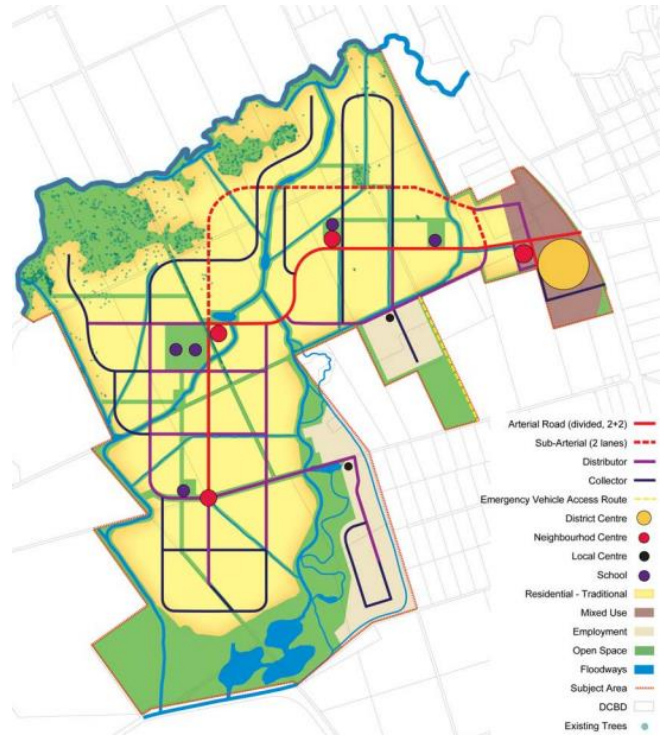 Arterial Road (divided, 2+2)
Sub-Arterial (2 lanes)
Distributor
Collector
Emergency Vehicle Access Route
District Centre
Neighbourhod Centre
Local Centre
School
Residential - Traditional
Mixed Use
Employment
Open Space
Floodways
Subject Area
DCBD
Existing Trees